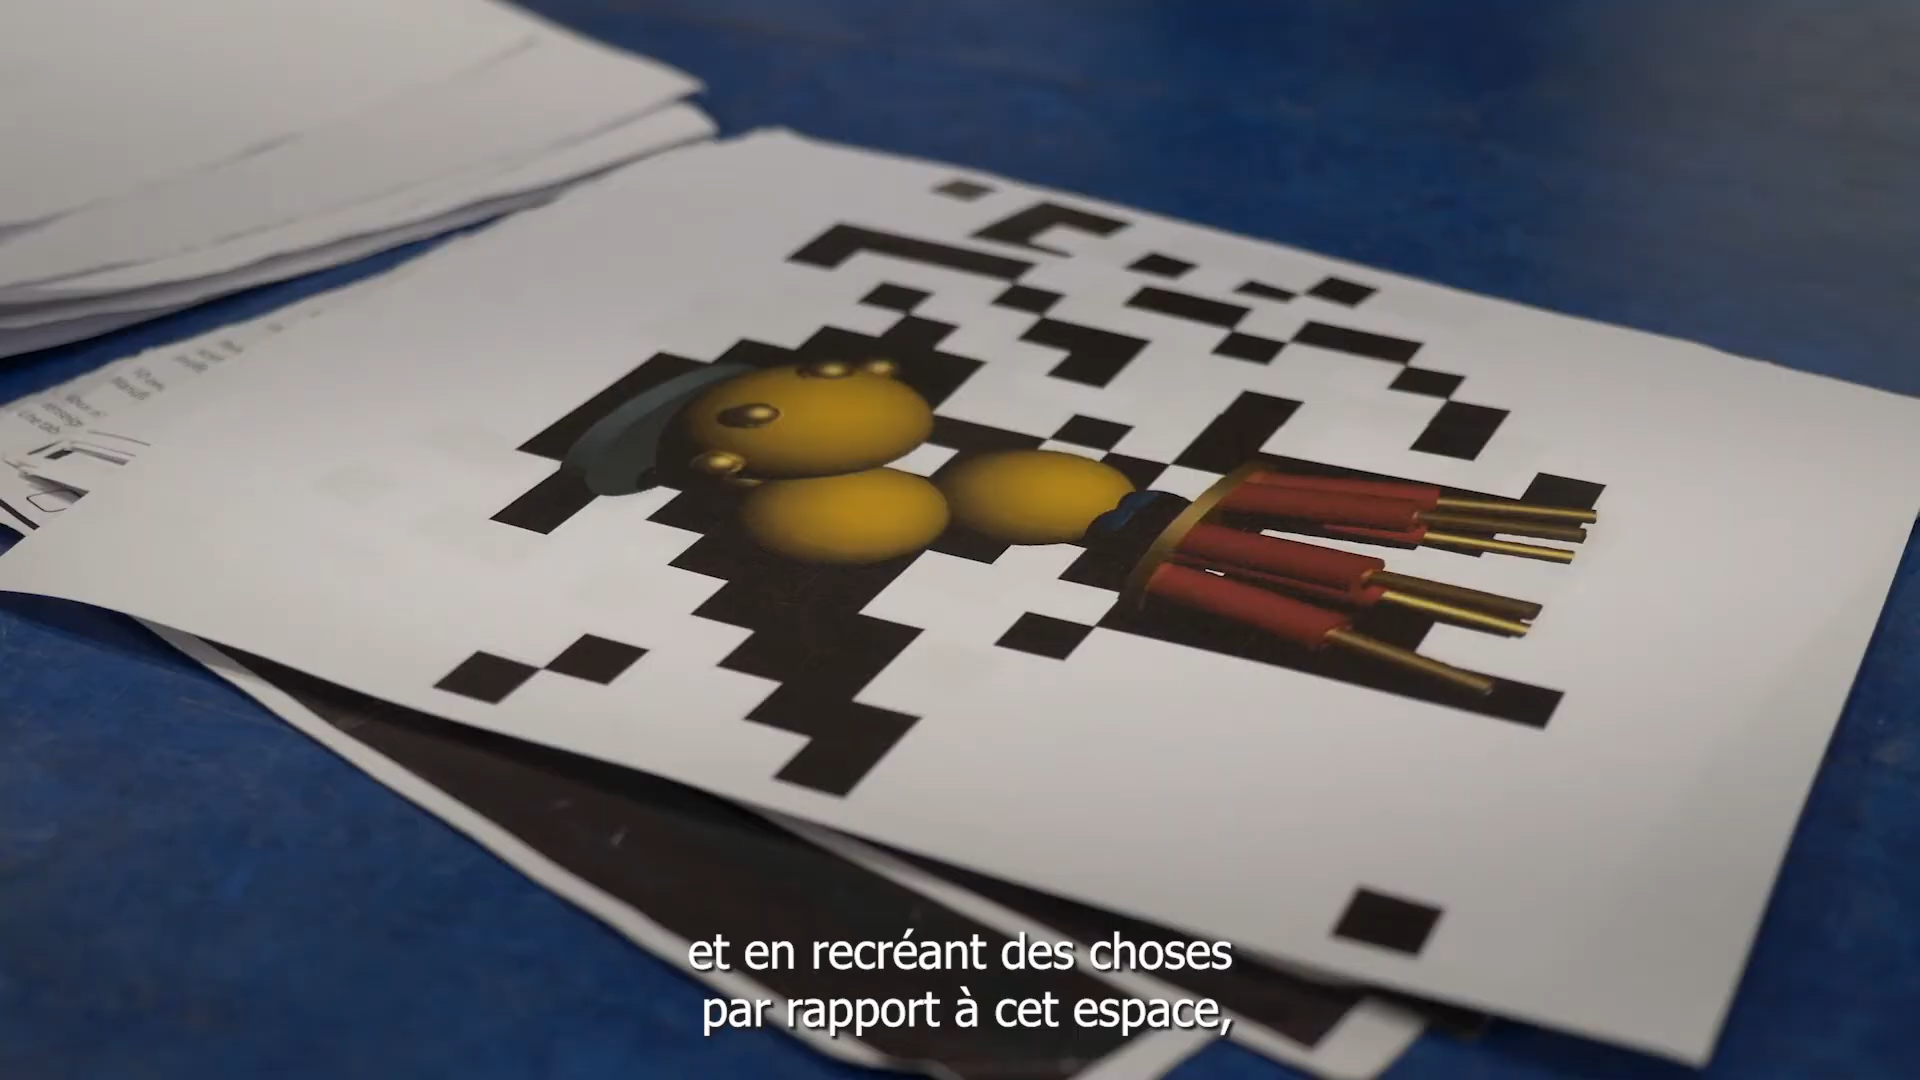 et en recréant des choses
par rapport à cet espace,